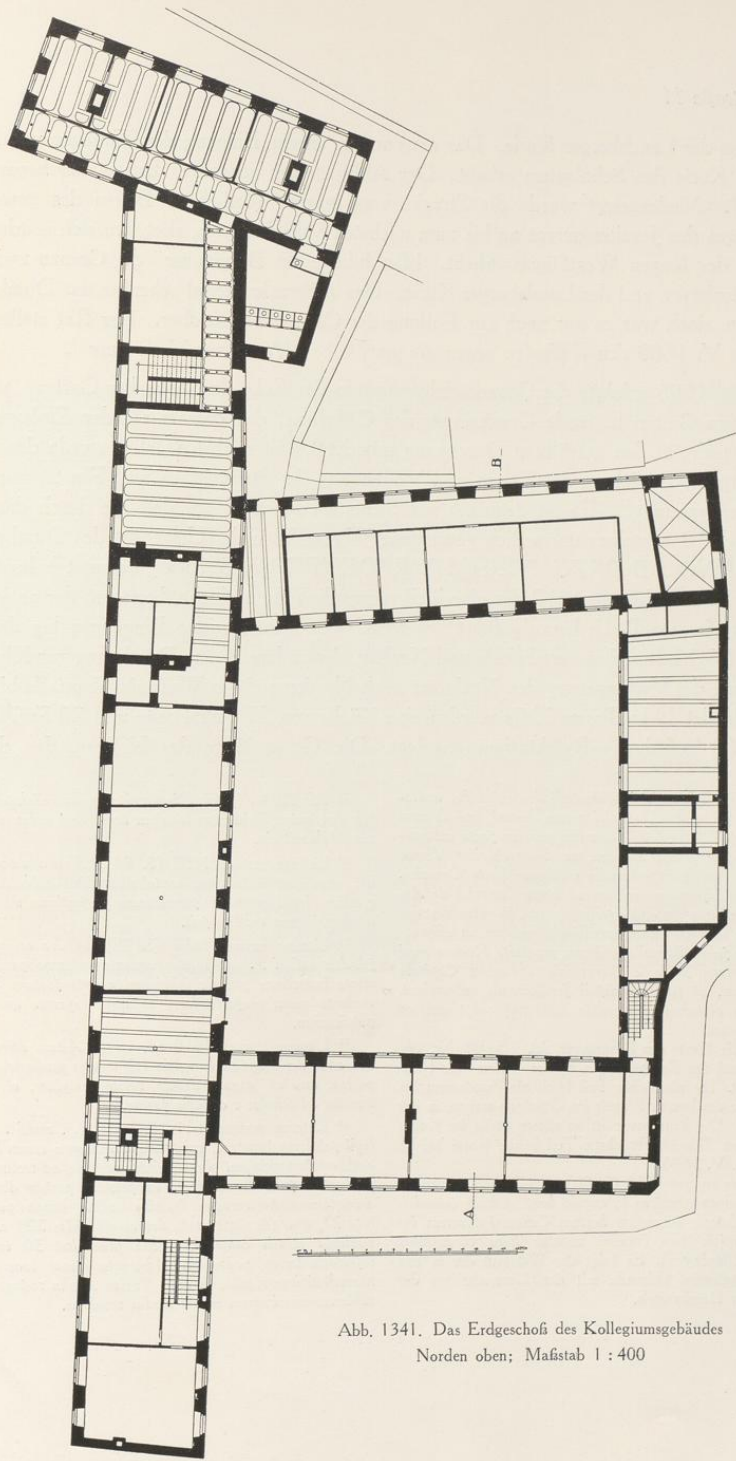 B
A
Abb. 1341. Das Erdgeschoß des Kollegiumsgebäudes
Norden oben; Maßstab 1 : 400